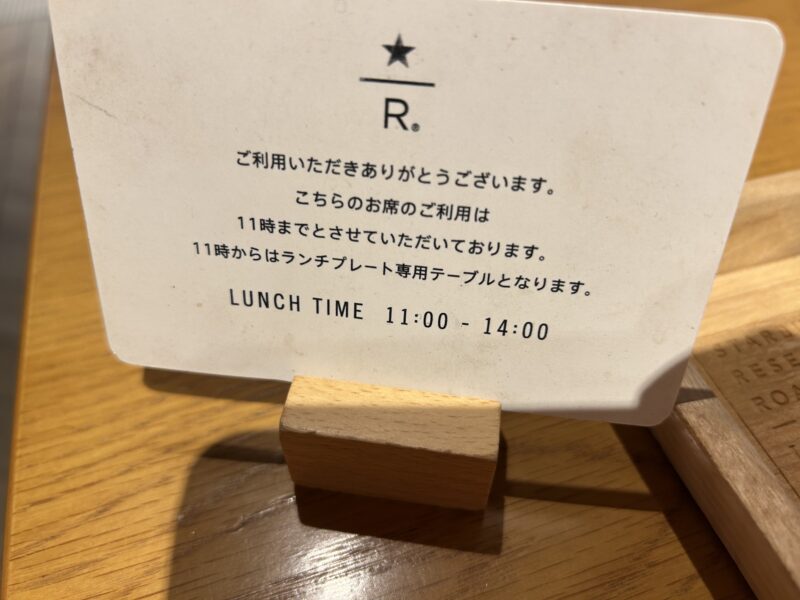 ★
R®
ご利用いただきありがとうございます。
こちらのお席のご利用は
11時までとさせていただいております。
11時からはランチプレート専用テーブルとなります。
LUNCH TIME 11:00 - 14:00